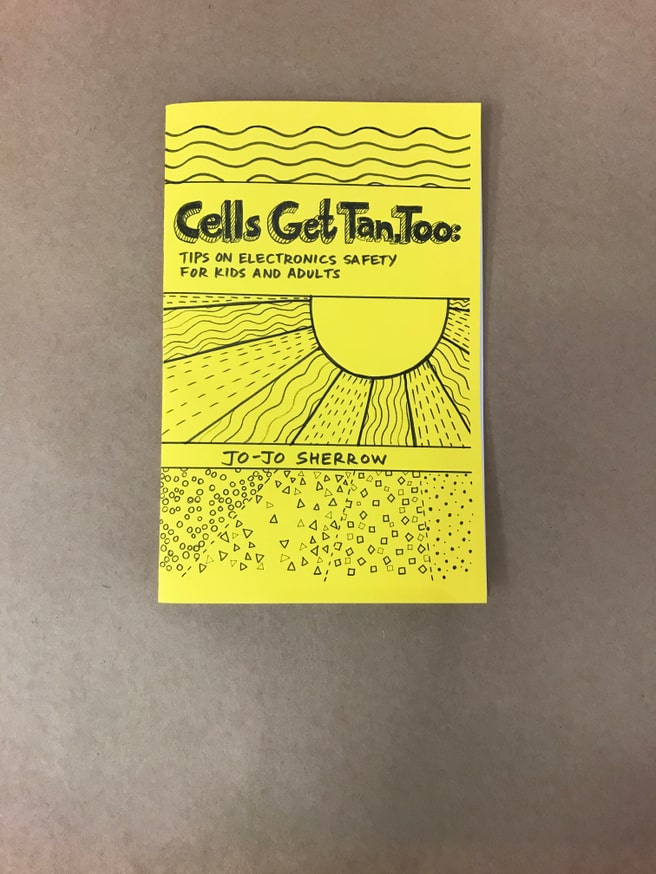 Cells Get Tan, Too:
TIPS ON ELECTRONICS SAFETY
FOR KIDS AND ADULTS
JO-JO SHERROW